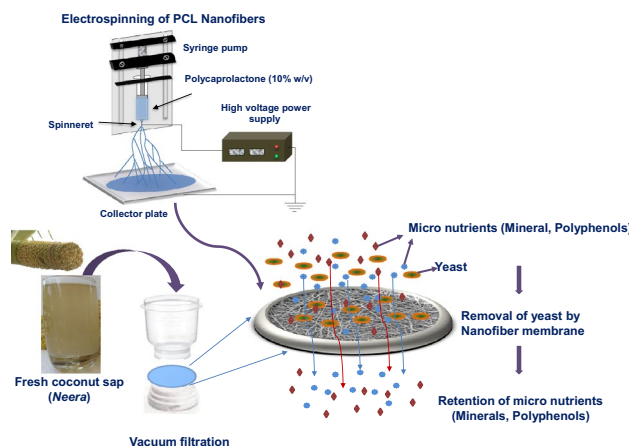 Electrospinning of PCL Nanofibers
Syringe pump
Polycaprolactone (10% w/v)
High voltage power
supply
Spinneret
Collector plate
Micro nutrients (Mineral, Polyphenols)
Yeast
Removal of yeast by
Nanofiber membrane
Fresh coconut sap
(Neera)
Retention of micro nutrients
(Minerals, Polyphenols)
Vacuum filtration